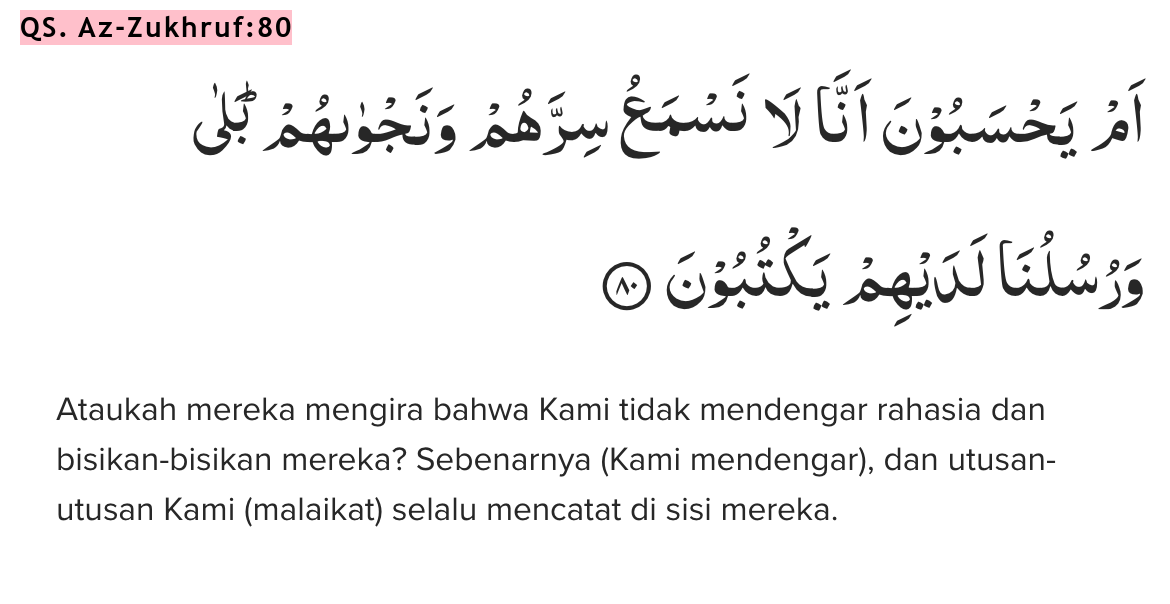 QS. Az-Zukhruf:80
اَمْ يَحْسَبُوْنَ اَنَّا لَا نَسْمَعُ سِرَّهُمْ وَنَجْوٰىهُمْ ۗ بَلٰى
وَرُسُلُنَا لَدَيْهِمْ يَكْتُبُوْنَ ٨٠
Ataukah mereka mengira bahwa Kami tidak mendengar rahasia dan
bisikan-bisikan mereka? Sebenarnya (Kami mendengar), dan utusan-
utusan Kami (malaikat) selalu mencatat di sisi mereka.